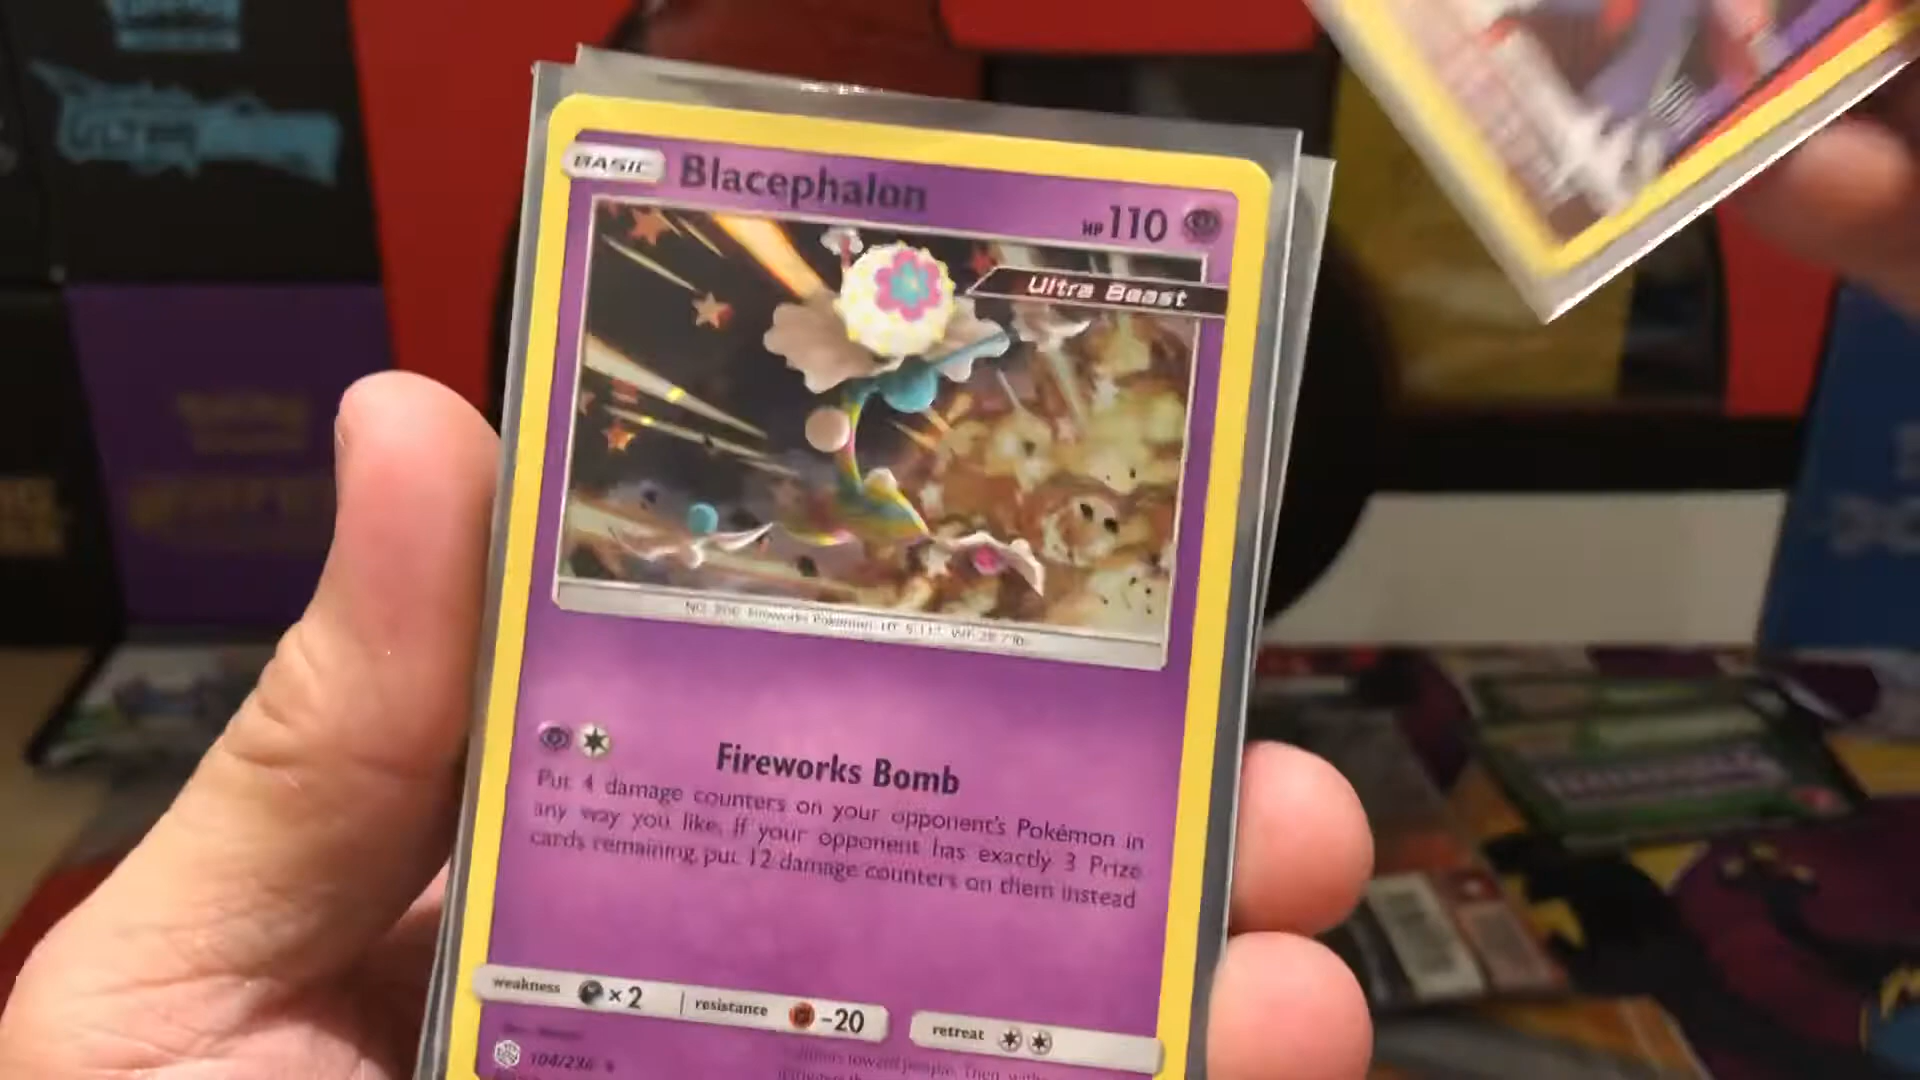 BASIC
Blacephalon
HP 110
Ultra Beast
Fireworks Bomb
Put 4 damage counters on your opponent's Pokémon in
any way you like. If your opponent has exactly 3 Prize
cards remaining, put 12 damage counters on them instead
weakness ×2
resistance -20
retreat
104/236
ULTRA